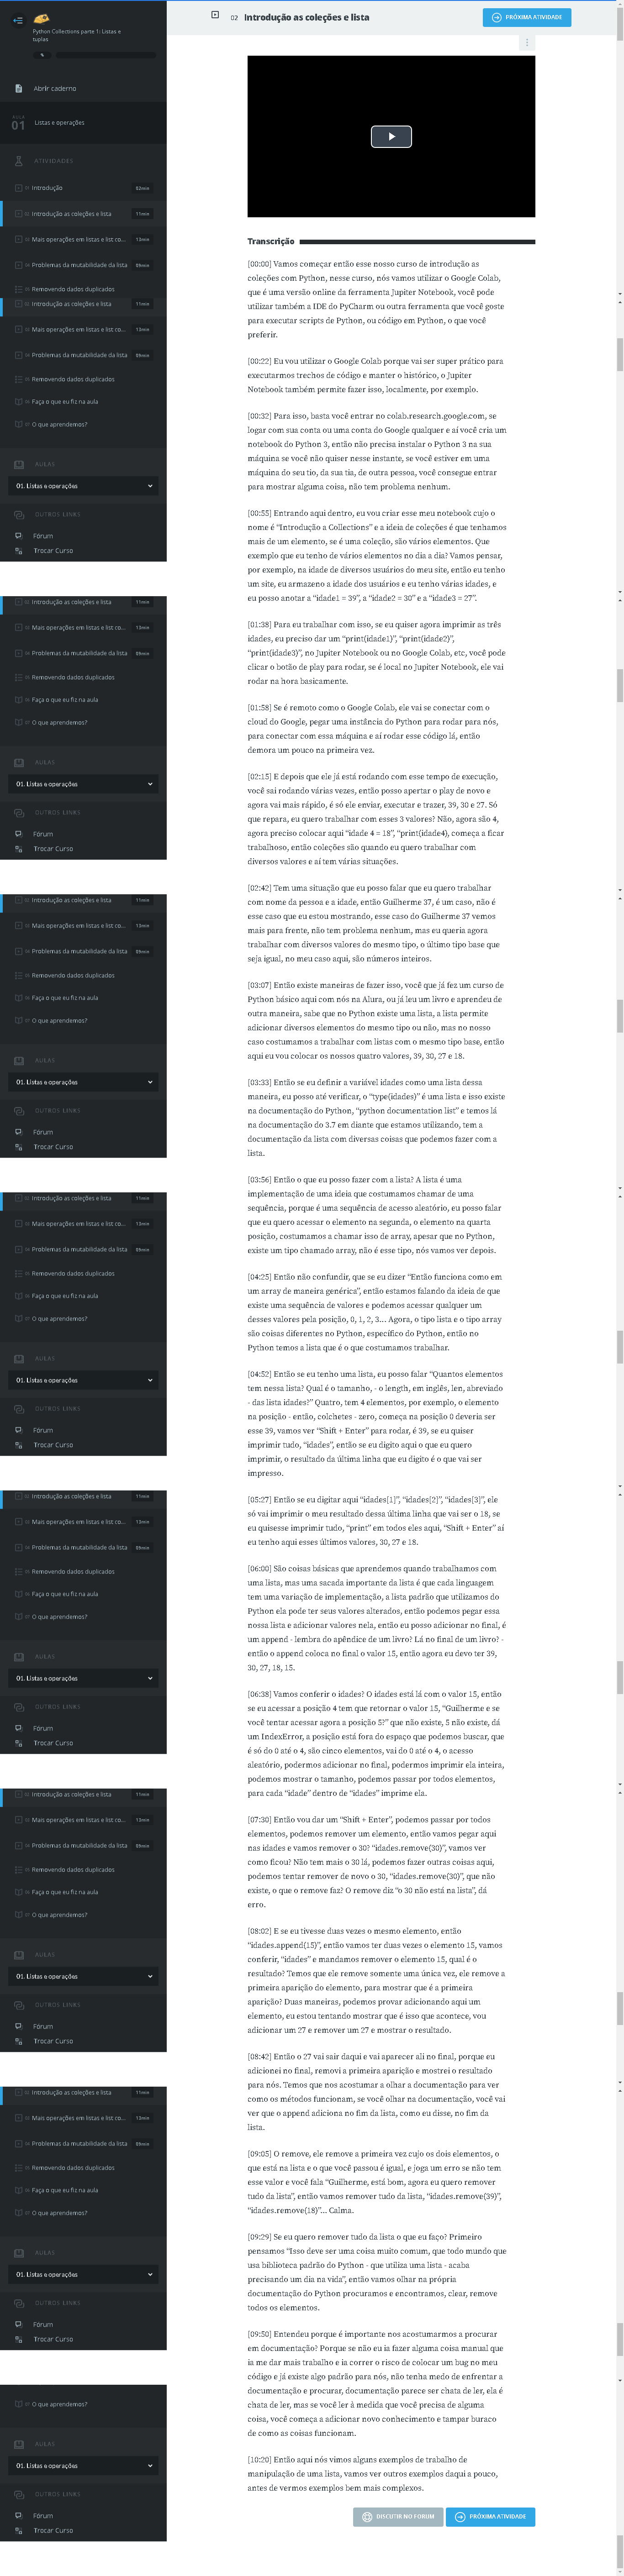 Python Collections parte 1: Listas e
tuplas
Abrir caderno
AULA
01
Listas e operações
ATIVIDADES
01 Introdução 02min
02 Introdução as coleções e lista 11min
03 Mais operações em listas e list co... 13min
04 Problemas da mutabilidade da lista 09min
05 Removendo dados duplicados
02 Introdução as coleções e lista 11min
03 Mais operações em listas e list co... 13min
04 Problemas da mutabilidade da lista 09min
05 Removendo dados duplicados
06 Faça o que eu fiz na aula
07 O que aprendemos?
AULAS
01. Listas e operações
OUTROS LINKS
Fórum
Trocar Curso
02 Introdução as coleções e lista
PRÓXIMA ATIVIDADE
Transcrição
[00:00] Vamos começar então esse nosso curso de introdução as
coleções com Python, nesse curso, nós vamos utilizar o Google Colab,
que é uma versão online da ferramenta Jupiter Notebook, você pode
utilizar também a IDE do PyCharm ou outra ferramenta que você goste
para executar scripts de Python, ou código em Python, o que você
preferir.
[00:22] Eu vou utilizar o Google Colab porque vai ser super prático para
executarmos trechos de código e manter o histórico, o Jupiter
Notebook também permite fazer isso, localmente, por exemplo.
[00:32] Para isso, basta você entrar no colab.research.google.com, se
logar com sua conta ou uma conta do Google qualquer e aí você cria um
notebook do Python 3, então não precisa instalar o Python 3 na sua
máquina se você não quiser nesse instante, se você estiver em uma
máquina do seu tio, da sua tia, de outra pessoa, você consegue entrar
para mostrar alguma coisa, não tem problema nenhum.
[00:55] Entrando aqui dentro, eu vou criar esse meu notebook cujo o
nome é “Introdução a Collections” e a ideia de coleções é que tenhamos
mais de um elemento, se é uma coleção, são vários elementos. Que
exemplo que eu tenho de vários elementos no dia a dia? Vamos pensar,
por exemplo, na idade de diversos usuários do meu site, então eu tenho
um site, eu armazeno a idade dos usuários e eu tenho várias idades, e
eu posso anotar a “idade1 = 39”, a “idade2 = 30” e a “idade3 = 27”.
[01:38] Para eu trabalhar com isso, se eu quiser agora imprimir as três
idades, eu preciso dar um “print(idade1)”, “print(idade2)”,
“print(idade3)”, no Jupiter Notebook ou no Google Colab, etc, você pode
clicar o botão de play para rodar, se é local no Jupiter Notebook, ele vai
rodar na hora basicamente.
[01:58] Se é remoto como o Google Colab, ele vai se conectar com o
cloud do Google, pegar uma instância do Python para rodar para nós,
para conectar com essa máquina e aí rodar esse código lá, então
demora um pouco na primeira vez.
[02:15] E depois que ele já está rodando com esse tempo de execução,
você sai rodando várias vezes, então posso apertar o play de novo e
agora vai mais rápido, é só ele enviar, executar e trazer, 39, 30 e 27. Só
que repara, eu quero trabalhar com esses 3 valores? Não, agora são 4,
agora preciso colocar aqui “idade 4 = 18”, “print(idade4), começa a ficar
trabalhoso, então coleções são quando eu quero trabalhar com
diversos valores e aí tem várias situações.
[02:42] Tem uma situação que eu posso falar que eu quero trabalhar
com nome da pessoa e a idade, então Guilherme 37, é um caso, não é
esse caso que eu estou mostrando, esse caso do Guilherme 37 vemos
mais para frente, não tem problema nenhum, mas eu queria agora
trabalhar com diversos valores do mesmo tipo, o último tipo base que
seja igual, no meu caso aqui, são números inteiros.
[03:07] Então existe maneiras de fazer isso, você que já fez um curso de
Python básico aqui com nós na Alura, ou já leu um livro e aprendeu de
outra maneira, sabe que no Python existe uma lista, a lista permite
adicionar diversos elementos do mesmo tipo ou não, mas no nosso
caso costumamos a trabalhar com listas com o mesmo tipo base, então
aqui eu vou colocar os nossos quatro valores, 39, 30, 27 e 18.
[03:33] Então se eu definir a variável idades como uma lista dessa
maneira, eu posso até verificar, o “type(idades)” é uma lista e isso existe
na documentação do Python, “python documentation list” e temos lá
na documentação do 3.7 em diante que estamos utilizando, tem a
documentação da lista com diversas coisas que podemos fazer com a
lista.
[03:56] Então o que eu posso fazer com a lista? A lista é uma
implementação de uma ideia que costumamos chamar de uma
sequência, porque é uma sequência de acesso aleatório, eu posso falar
que eu quero acessar o elemento na segunda, o elemento na quarta
posição, costumamos a chamar isso de array, apesar que no Python,
existe um tipo chamado array, não é esse tipo, nós vamos ver depois.
[04:25] Então não confundir, que se eu dizer “Então funciona como em
um array de maneira genérica”, então estamos falando da ideia de que
existe uma sequência de valores e podemos acessar qualquer um
desses valores pela posição, 0, 1, 2, 3... Agora, o tipo lista e o tipo array
são coisas diferentes no Python, específico do Python, então no
Python temos a lista que é o que costumamos trabalhar.
[04:52] Então se eu tenho uma lista, eu posso falar “Quantos elementos
tem nessa lista? Qual é o tamanho, - o length, em inglês, len, abreviado
- das lista idades?” Quatro, tem 4 elementos, por exemplo, o elemento
na posição - então, colchetes - zero, começa na posição 0 deveria ser
esse 39, vamos ver “Shift + Enter” para rodar, é 39, se eu quiser
imprimir tudo, “idades”, então se eu digito aqui o que eu quero
imprimir, o resultado da última linha que eu digito é o que vai ser
impresso.
[05:27] Então se eu digitar aqui “idades[1]”, “idades[2]”, “idades[3]”, ele
só vai imprimir o meu resultado dessa última linha que vai ser o 18, se
eu quisesse imprimir tudo, “print” em todos eles aqui, “Shift + Enter” aí
eu tenho aqui esses últimos valores, 30, 27 e 18.
[06:00] São coisas básicas que aprendemos quando trabalhamos com
uma lista, mas uma sacada importante da lista é que cada linguagem
tem uma variação de implementação, a lista padrão que utilizamos do
Python ela pode ter seus valores alterados, então podemos pegar essa
nossa lista e adicionar valores nela, então eu posso adicionar no final, é
um append - lembra do apêndice de um livro? Lá no final de um livro? -
então o append coloca no final o valor 15, então agora eu devo ter 39,
30, 27, 18, 15.
[06:38] Vamos conferir o idades? O idades está lá com o valor 15, então
se eu acessar a posição 4 tem que retornar o valor 15, “Guilherme e se
você tentar acessar agora a posição 5?” que não existe, 5 não existe, dá
um IndexError, a posição está fora do espaço que podemos buscar, que
é só do 0 até o 4, são cinco elementos, vai do 0 até o 4, o acesso
aleatório, podemos adicionar no final, podemos imprimir ela inteira,
podemos mostrar o tamanho, podemos passar por todos elementos,
para cada “idade” dentro de “idades” imprime ela.
[07:30] Então vou dar um “Shift + Enter”, podemos passar por todos
elementos, podemos remover um elemento, então vamos pegar aqui
nas idades e vamos remover o 30? “idades.remove(30)”, vamos ver
como ficou? Não tem mais o 30 lá, podemos fazer outras coisas aqui,
podemos tentar remover de novo o 30, “idades.remove(30)”, que não
existe, o que o remove faz? O remove diz “o 30 não está na lista”, dá
erro.
[08:02] E se eu tivesse duas vezes o mesmo elemento, então
“idades.append(15)”, então vamos ter duas vezes o elemento 15, vamos
conferir, “idades” e mandamos remover o elemento 15, qual é o
resultado? Temos que ele remove somente uma única vez, ele remove a
primeira aparição do elemento, para mostrar que é a primeira
aparição? Duas maneiras, podemos provar adicionando aqui um
elemento, eu estou tentando mostrar que é isso que acontece, vou
adicionar um 27 e remover um 27 e mostrar o resultado.
[08:42] Então o 27 vai sair daqui e vai aparecer ali no final, porque eu
adicionei no final, removi a primeira aparição e mostrei o resultado
para nós. Temos que nos acostumar a olhar a documentação para ver
como os métodos funcionam, se você olhar na documentação, você vai
ver que o append adiciona no fim da lista, como eu disse, no fim da
lista.
[09:05] O remove, ele remove a primeira vez cujo os dois elementos, o
que está na lista e o que você passou é igual, e joga um erro se não tem
esse valor e você fala “Guilherme, está bom, agora eu quero remover
tudo da lista”, então vamos remover tudo da lista, “idades.remove(39)”,
“idades.remove(18)”... Calma.
[09:29] Se eu quero remover tudo da lista o que eu faço? Primeiro
pensamos “Isso deve ser uma coisa muito comum, que todo mundo que
usa biblioteca padrão do Python - que utiliza uma lista - acaba
precisando um dia na vida”, então vamos olhar na própria
documentação do Python procuramos e encontramos, clear, remove
todos os elementos.
[09:50] Entendeu porque é importante nos acostumarmos a procurar
em documentação? Porque se não eu ia fazer alguma coisa manual que
ia me dar mais trabalho e ia correr o risco de colocar um bug no meu
código e já existe algo padrão para nós, não tenha medo de enfrentar a
documentação e procurar, documentação parece ser chata de ler, ela é
chata de ler, mas se você ler à medida que você precisa de alguma
coisa, você começa a adicionar novo conhecimento e tampar buraco
de como as coisas funcionam.
[10:20] Então aqui nós vimos alguns exemplos de trabalho de
manipulação de uma lista, vamos ver outros exemplos daqui a pouco,
antes de vermos exemplos bem mais complexos.
DISCUTIR NO FORUM
PRÓXIMA ATIVIDADE